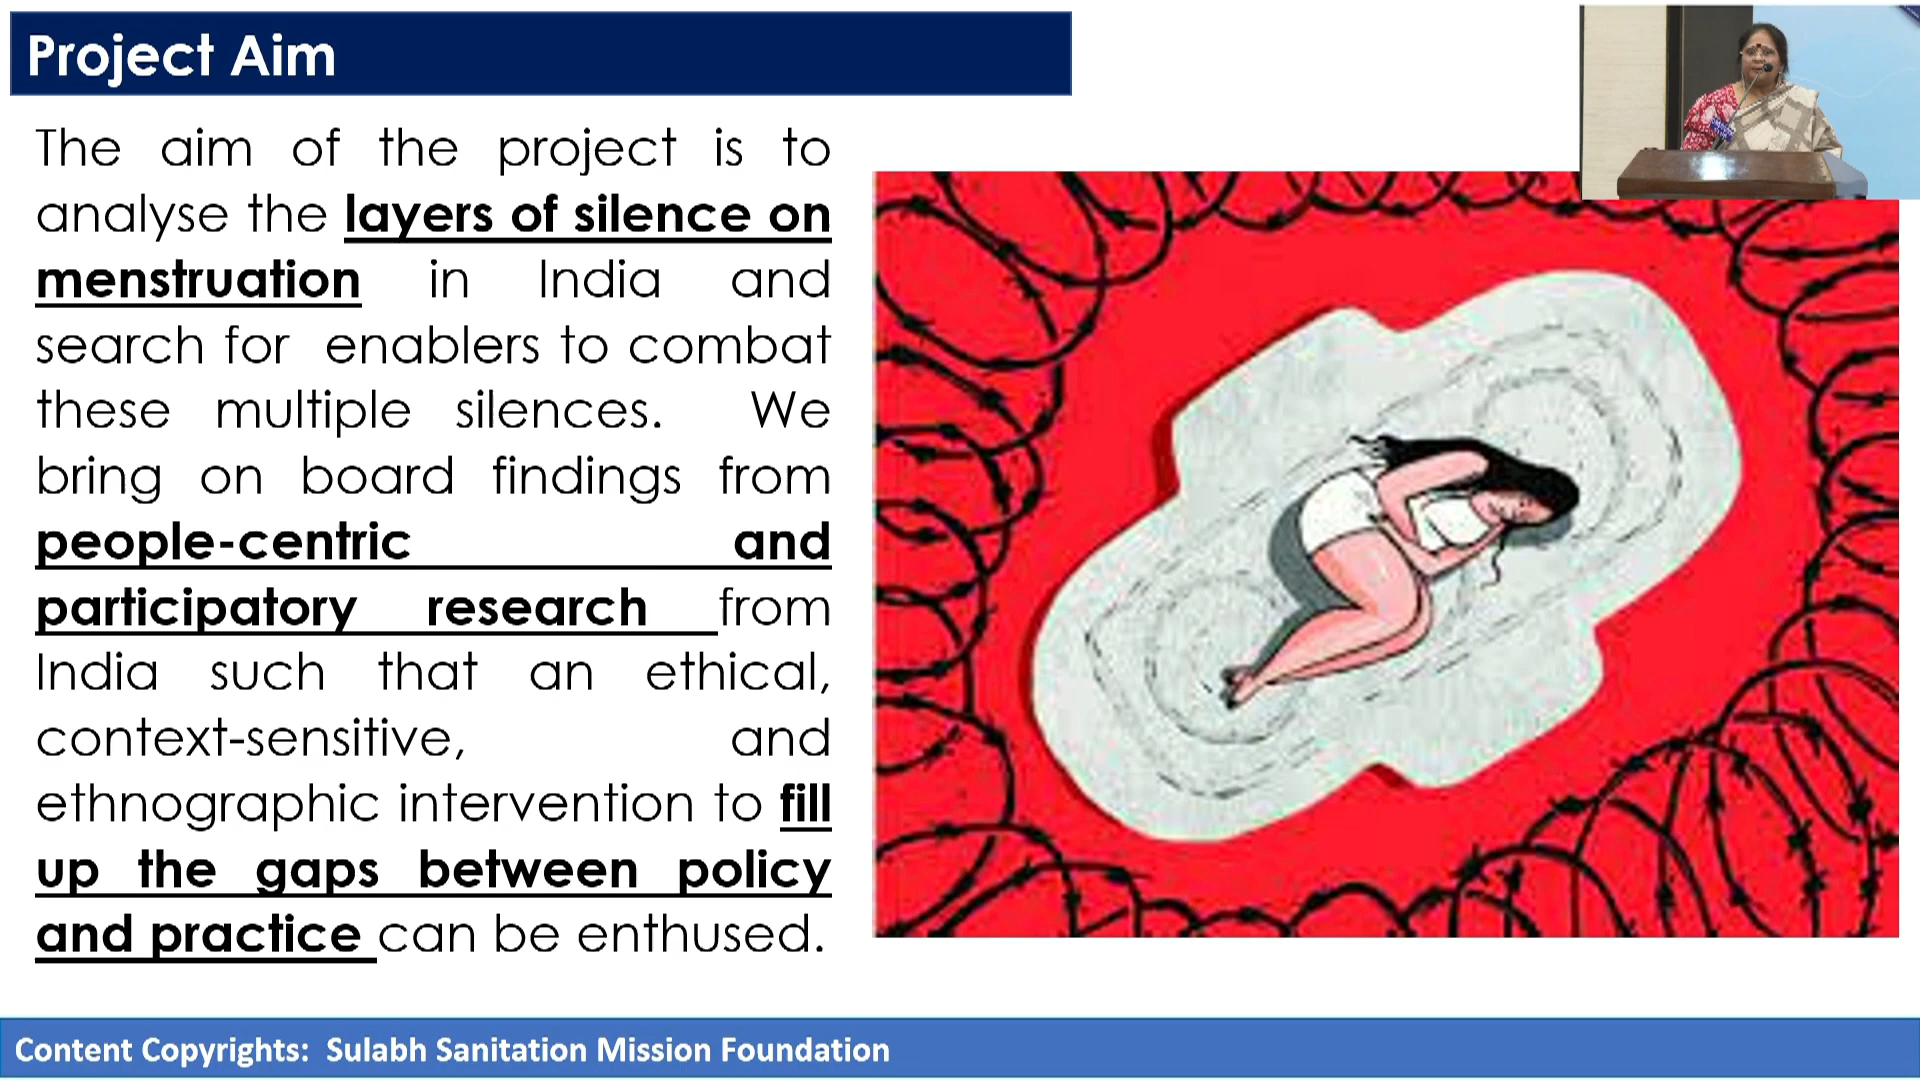 Project Aim
The aim of the project is to
analyse the layers of silence on
menstruation in India and
search for enablers to combat
these multiple silences. We
bring on board findings from
people-centric and
participatory research from
India such that an ethical,
context-sensitive, and
ethnographic intervention to fill
up the gaps between policy
and practice can be enthused.
Content Copyrights: Sulabh Sanitation Mission Foundation